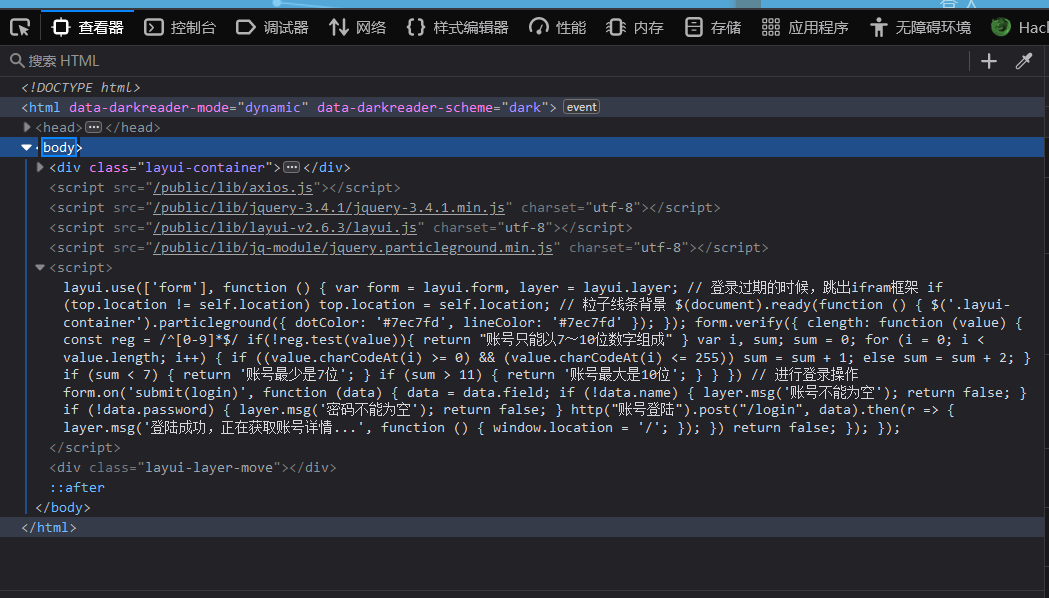 查看器 控制台 调试器 网络 {} 样式编辑器 性能 内存 存储 应用程序 无障碍环境
搜索 HTML
<!DOCTYPE html>
<html data-darkreader-mode="dynamic" data-darkreader-scheme="dark"> event
<head>…</head>
<body>
<div class="layui-container">…</div>
<script src="/public/lib/axios.js"></script>
<script src="/public/lib/jquery-3.4.1/jquery-3.4.1.min.js" charset="utf-8"></script>
<script src="/public/lib/layui-v2.6.3/layui.js" charset="utf-8"></script>
<script src="/public/lib/jq-module/jquery.particleground.min.js" charset="utf-8"></script>
<script>
layui.use(['form'], function () { var form = layui.form, layer = layui.layer; // 登录过期的时候，跳出ifram框架 if
(top.location != self.location) top.location = self.location; // 粒子线条背景 $(document).ready(function () { $('.layui-
container').particleground({ dotColor: '#7ec7fd', lineColor: '#7ec7fd' }); }); form.verify({ clength: function (value) {
const reg = /^[0-9]*$/ if(!reg.test(value)){ return "账号只能以7～10位数字组成" } var i, sum; sum = 0; for (i = 0; i <
value.length; i++) { if ((value.charCodeAt(i) >= 0) && (value.charCodeAt(i) <= 255)) sum = sum + 1; else sum = sum + 2; }
if (sum < 7) { return '账号最少是7位'; } if (sum > 11) { return '账号最大是10位'; } } }) // 进行登录操作
form.on('submit(login)', function (data) { data = data.field; if (!data.name) { layer.msg('账号不能为空'); return false; }
if (!data.password) { layer.msg('密码不能为空'); return false; } http("账号登陆").post("/login", data).then(r => {
layer.msg('登陆成功，正在获取账号详情...', function () { window.location = '/'; }); }) return false; }); });
</script>
<div class="layui-layer-move"></div>
::after
</body>
</html>